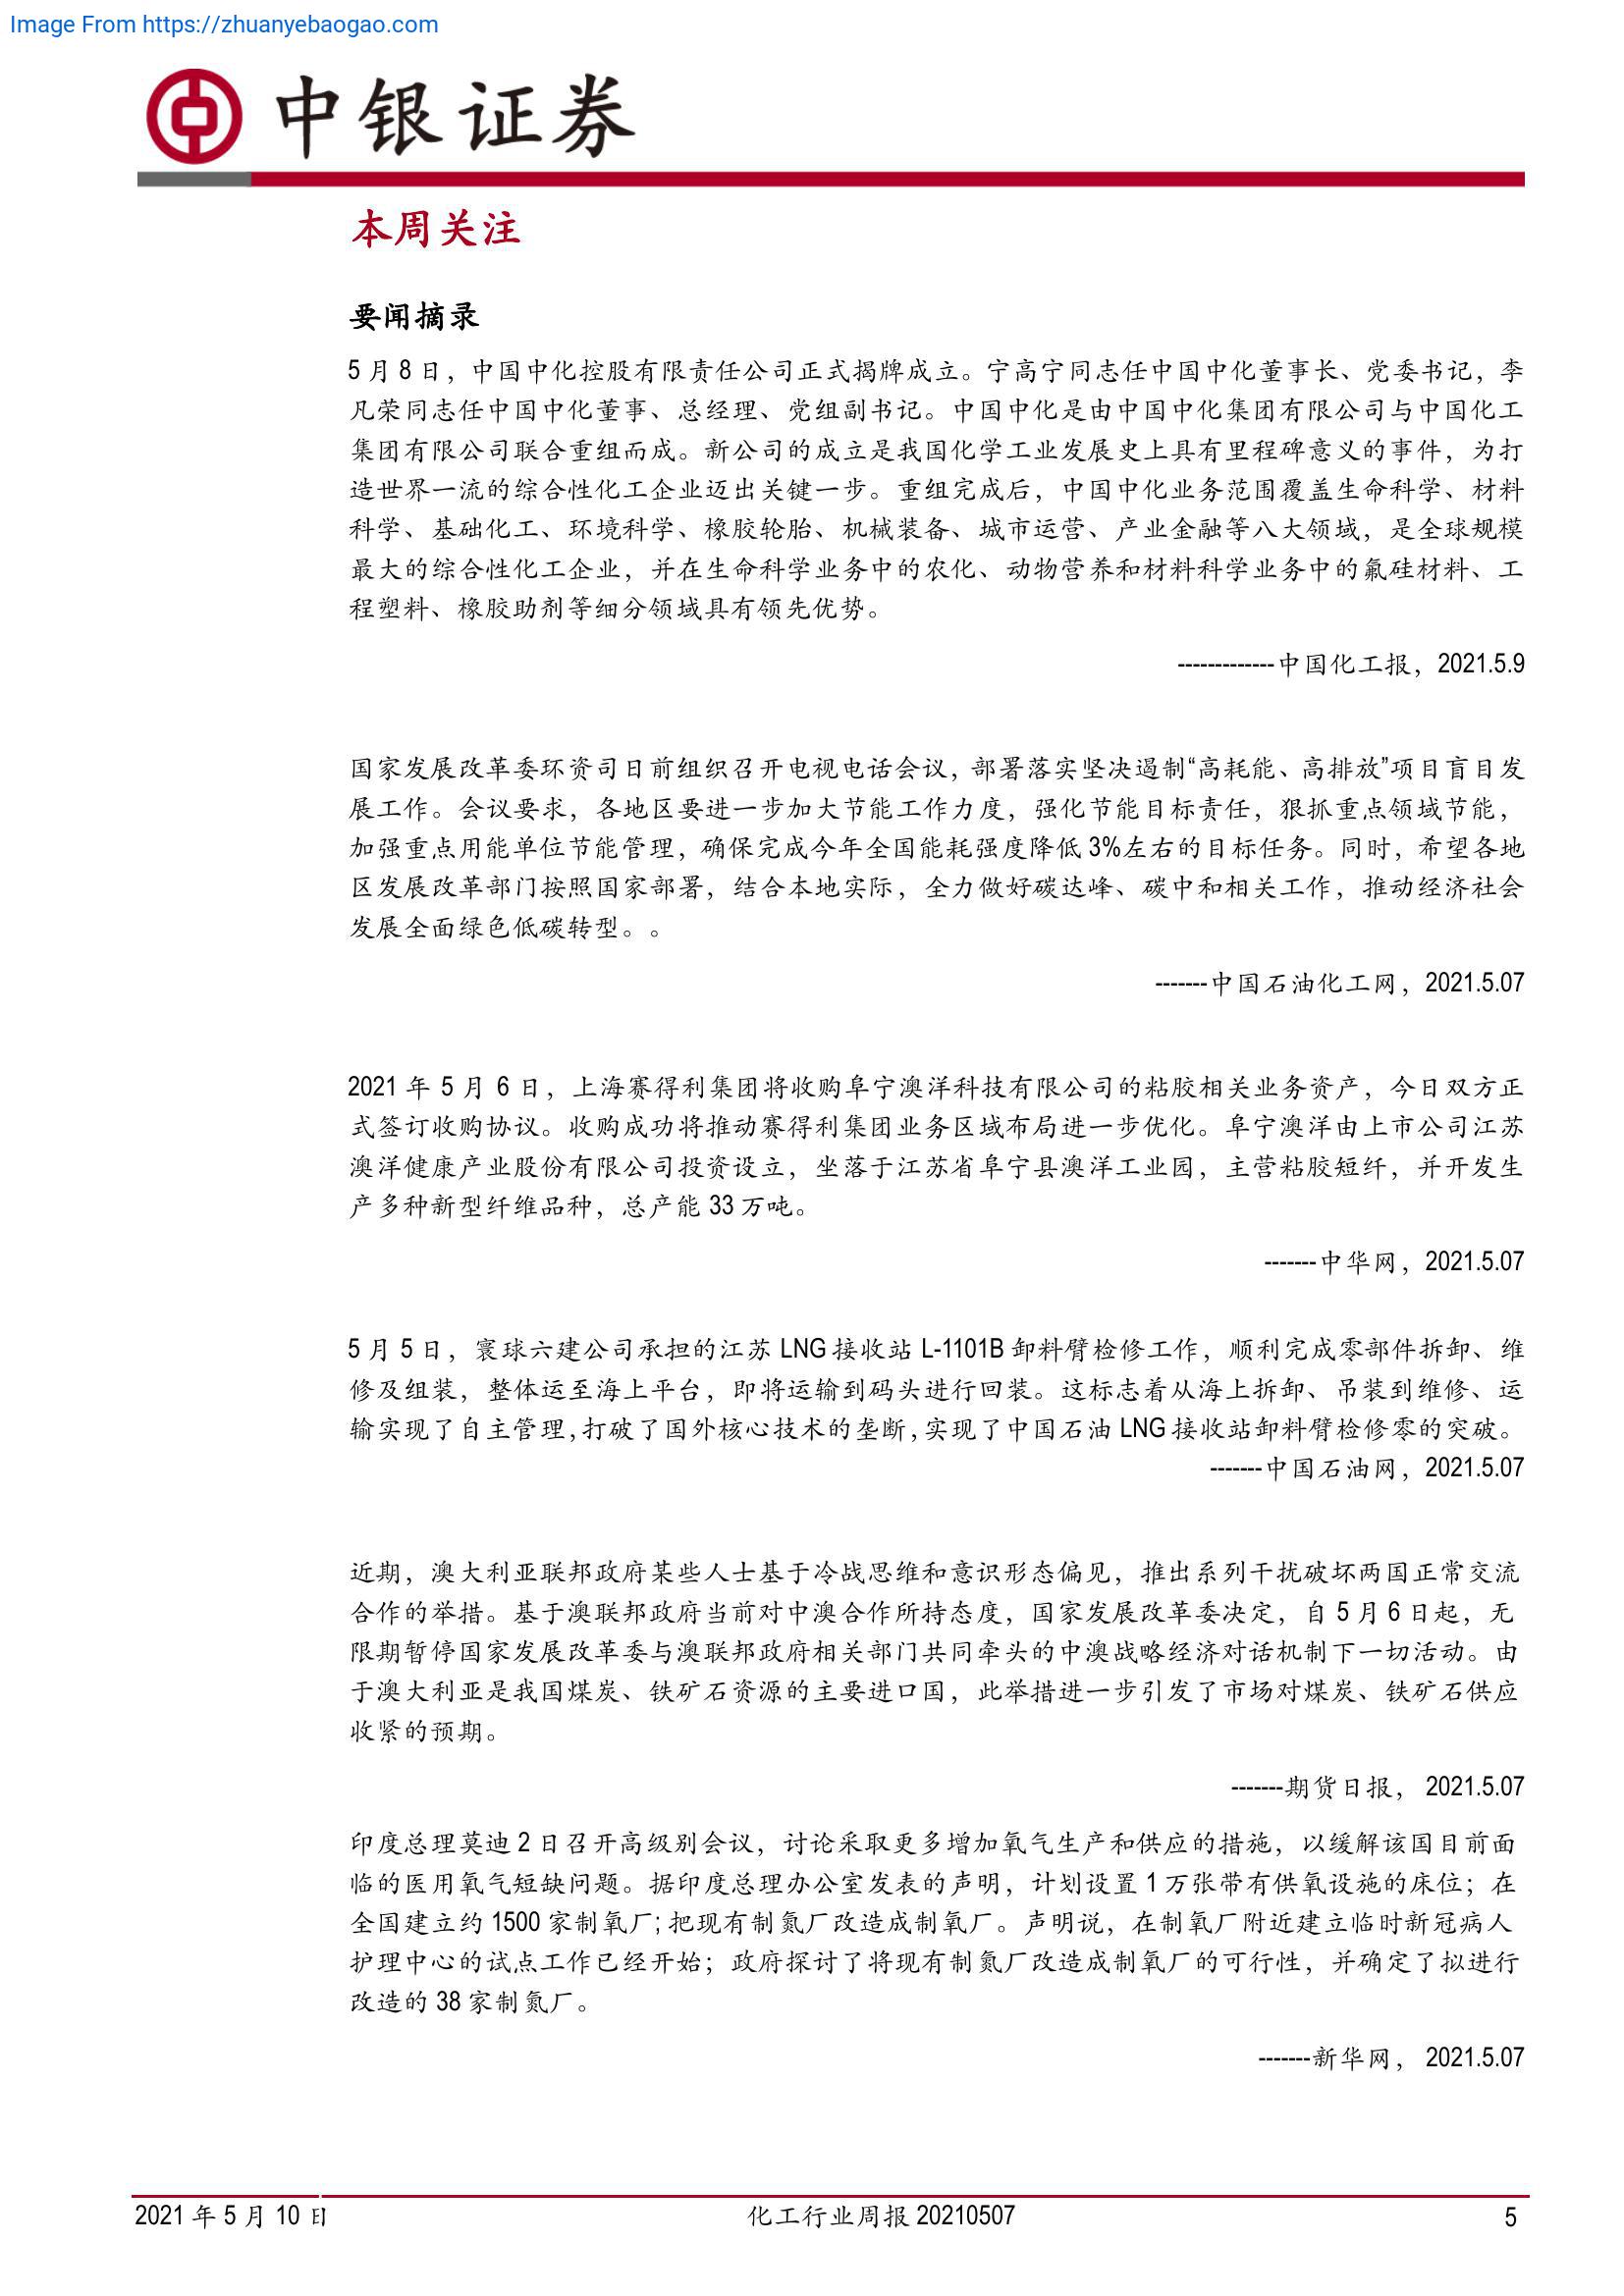 Image From https://zhuanyebaogao.com
中银证券
本周关注
要闻摘录
5 月 8 日，中国中化控股有限责任公司正式揭牌成立。宁高宁同志任中国中化董事长、党委书记，李
凡荣同志任中国中化董事、总经理、党组副书记。中国中化是由中国中化集团有限公司与中国化工
集团有限公司联合重组而成。新公司的成立是我国化学工业发展史上具有里程碑意义的事件，为打
造世界一流的综合性化工企业迈出关键一步。重组完成后，中国中化业务范围覆盖生命科学、材料
科学、基础化工、环境科学、橡胶轮胎、机械装备、城市运营、产业金融等八大领域，是全球规模
最大的综合性化工企业，并在生命科学业务中的农化、动物营养和材料科学业务中的氟硅材料、工
程塑料、橡胶助剂等细分领域具有领先优势。
-------------中国化工报，2021.5.9
国家发展改革委环资司日前组织召开电视电话会议，部署落实坚决遏制“高耗能、高排放”项目盲目发
展工作。会议要求，各地区要进一步加大节能工作力度，强化节能目标责任，狠抓重点领域节能，
加强重点用能单位节能管理，确保完成今年全国能耗强度降低 3%左右的目标任务。同时，希望各地
区发展改革部门按照国家部署，结合本地实际，全力做好碳达峰、碳中和相关工作，推动经济社会
发展全面绿色低碳转型。。
-------中国石油化工网，2021.5.07
2021 年 5 月 6 日，上海赛得利集团将收购阜宁澳洋科技有限公司的粘胶相关业务资产，今日双方正
式签订收购协议。收购成功将推动赛得利集团业务区域布局进一步优化。阜宁澳洋由上市公司江苏
澳洋健康产业股份有限公司投资设立，坐落于江苏省阜宁县澳洋工业园，主营粘胶短纤，并开发生
产多种新型纤维品种，总产能 33 万吨。
-------中华网，2021.5.07
5 月 5 日，寰球六建公司承担的江苏 LNG 接收站 L-1101B 卸料臂检修工作，顺利完成零部件拆卸、维
修及组装，整体运至海上平台，即将运输到码头进行回装。这标志着从海上拆卸、吊装到维修、运
输实现了自主管理,打破了国外核心技术的垄断,实现了中国石油 LNG 接收站卸料臂检修零的突破。
-------中国石油网，2021.5.07
近期，澳大利亚联邦政府某些人士基于冷战思维和意识形态偏见，推出系列干扰破坏两国正常交流
合作的举措。基于澳联邦政府当前对中澳合作所持态度，国家发展改革委决定，自 5 月 6 日起，无
限期暂停国家发展改革委与澳联邦政府相关部门共同牵头的中澳战略经济对话机制下一切活动。由
于澳大利亚是我国煤炭、铁矿石资源的主要进口国，此举措进一步引发了市场对煤炭、铁矿石供应
收紧的预期。
-------期货日报， 2021.5.07
印度总理莫迪 2 日召开高级别会议，讨论采取更多增加氧气生产和供应的措施，以缓解该国目前面
临的医用氧气短缺问题。据印度总理办公室发表的声明，计划设置 1 万张带有供氧设施的床位；在
全国建立约 1500 家制氧厂;把现有制氮厂改造成制氧厂。声明说，在制氧厂附近建立临时新冠病人
护理中心的试点工作已经开始；政府探讨了将现有制氮厂改造成制氧厂的可行性，并确定了拟进行
改造的 38 家制氮厂。
-------新华网， 2021.5.07
2021 年 5 月 10 日 化工行业周报 20210507 5